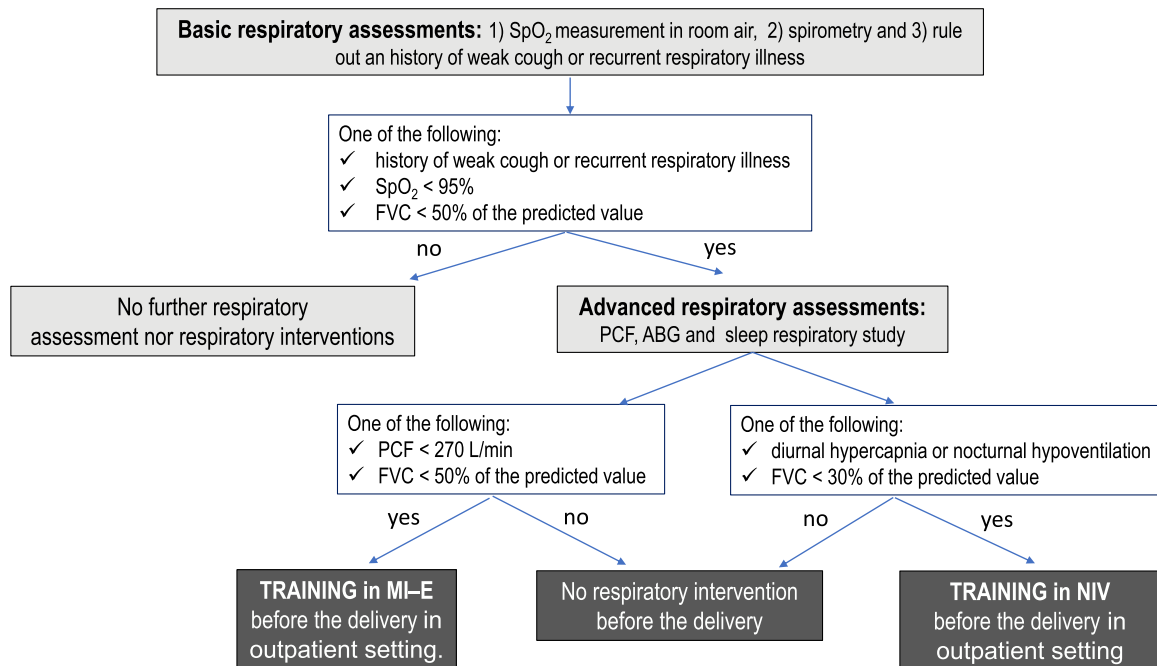 Basic respiratory assessments: 1) SpO₂ measurement in room air, 2) spirometry and 3) rule
out an history of weak cough or recurrent respiratory illness
One of the following:
✓ history of weak cough or recurrent respiratory illness
✓ SpO₂ < 95%
✓ FVC < 50% of the predicted value
no
yes
No further respiratory
assessment nor respiratory interventions
Advanced respiratory assessments:
PCF, ABG and sleep respiratory study
One of the following:
✓ PCF < 270 L/min
✓ FVC < 50% of the predicted value
One of the following:
✓ diurnal hypercapnia or nocturnal hypoventilation
✓ FVC < 30% of the predicted value
yes
no
no
yes
TRAINING in MI–E
before the delivery in
outpatient setting.
No respiratory intervention
before the delivery
TRAINING in NIV
before the delivery in
outpatient setting